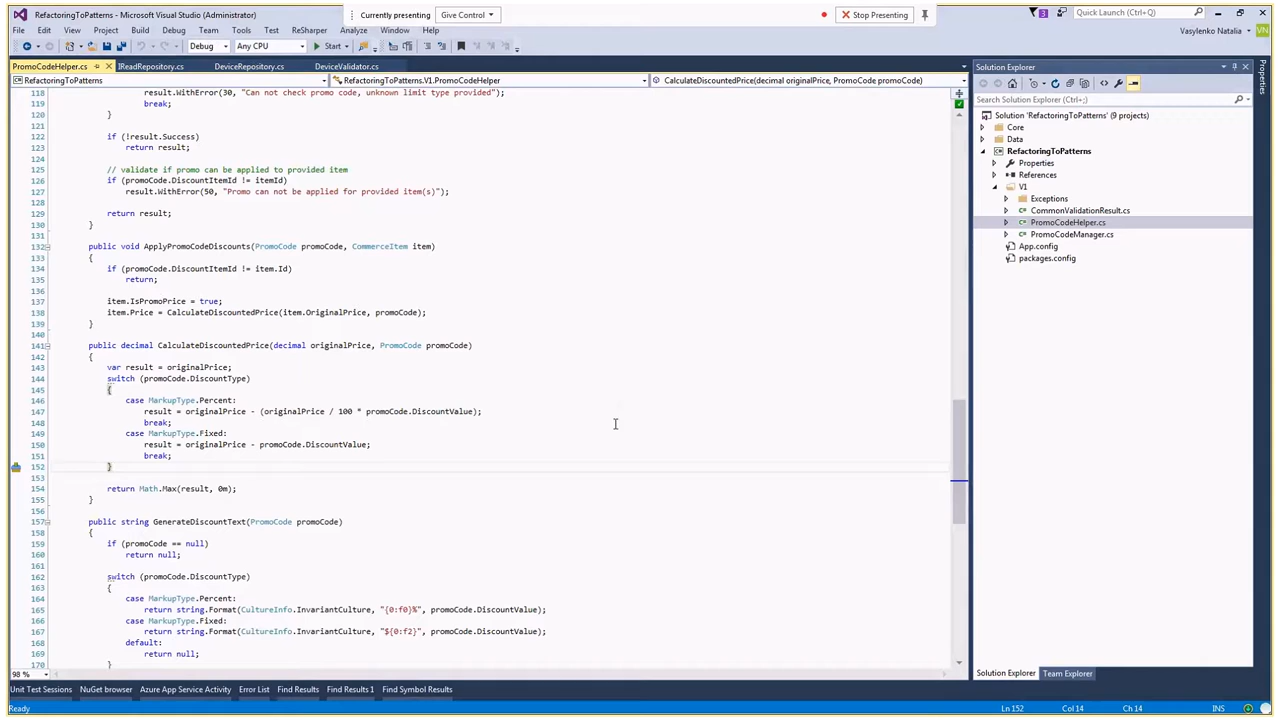 RefactoringToPatterns - Microsoft Visual Studio (Administrator)
Currently presenting
Give Control
Stop Presenting
3
Quick Launch (Ctrl+;)
File Edit View Project Build Debug Team Tools Test ReSharper Analyze Window Help
Vasylenko Natalia
VN
Debug
Any CPU
Start
PromoCodeHelper.cs
IReadRepository.cs
DeviceRepository.cs
DeviceValidator.cs
RefactoringToPatterns
RefactoringToPatterns.V1.PromoCodeHelper
CalculateDiscountedPrice(decimal originalPrice, PromoCode promoCode)
118 result.WithError(30, "Can not check promo code, unknown limit type provided");
119 break;
120 }
121
122 if (!result.Success)
123 return result;
124
125 // validate if promo can be applied to provided item
126 if (promoCode.DiscountItemId != itemId)
127 result.WithError(50, "Promo can not be applied for provided item(s)");
128
129 return result;
130 }
131
132 public void ApplyPromoCodeDiscounts(PromoCode promoCode, CommerceItem item)
133 {
134 if (promoCode.DiscountItemId != item.Id)
135 return;
136
137 item.IsPromoPrice = true;
138 item.Price = CalculateDiscountedPrice(item.OriginalPrice, promoCode);
139 }
140
141 public decimal CalculateDiscountedPrice(decimal originalPrice, PromoCode promoCode)
142 {
143 var result = originalPrice;
144 switch (promoCode.DiscountType)
145 {
146 case MarkupType.Percent:
147 result = originalPrice - (originalPrice / 100 * promoCode.DiscountValue);
148 break;
149 case MarkupType.Fixed:
150 result = originalPrice - promoCode.DiscountValue;
151 break;
152 }
153
154 return Math.Max(result, 0m);
155 }
156
157 public string GenerateDiscountText(PromoCode promoCode)
158 {
159 if (promoCode == null)
160 return null;
161
162 switch (promoCode.DiscountType)
163 {
164 case MarkupType.Percent:
165 return string.Format(CultureInfo.InvariantCulture, "{0:f0}%", promoCode.DiscountValue);
166 case MarkupType.Fixed:
167 return string.Format(CultureInfo.InvariantCulture, "${0:f2}", promoCode.DiscountValue);
168 default:
169 return null;
170 }
98 %
Solution Explorer
Search Solution Explorer (Ctrl+;)
Solution 'RefactoringToPatterns' (9 projects)
Core
Data
RefactoringToPatterns
Properties
References
V1
Exceptions
CommonValidationResult.cs
PromoCodeHelper.cs
PromoCodeManager.cs
App.config
packages.config
Properties
Solution Explorer Team Explorer
Unit Test Sessions NuGet browser Azure App Service Activity Error List Find Results Find Results 1 Find Symbol Results
Ready Ln 152 Col 14 Ch 14 INS